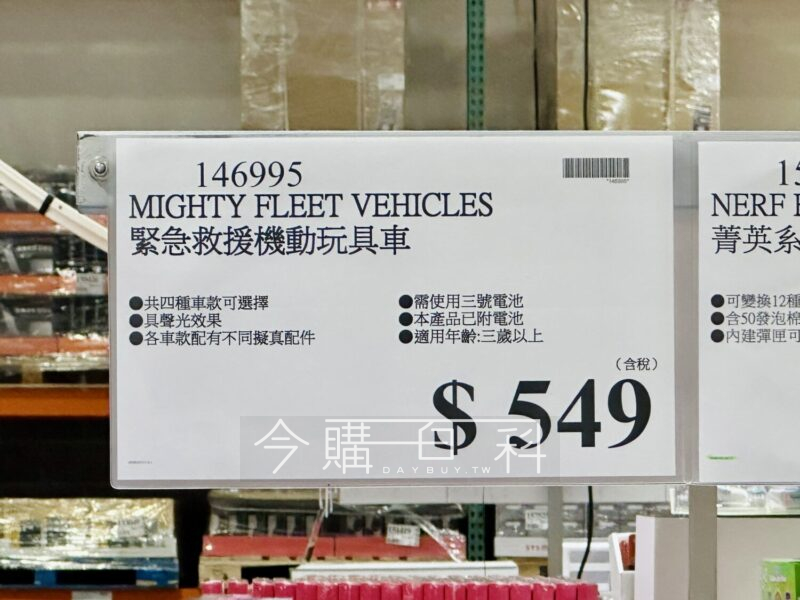 146995
MIGHTY FLEET VEHICLES
緊急救援機動玩具車
●共四種車款可選擇
●具聲光效果
●各車款配有不同擬真配件
●需使用三號電池
●本產品已附電池
●適用年齡:三歲以上
(含稅)
$ 549
今購百科
DAYBUY.TW
15
NERF
菁英系
●可變換12種
●含50發泡棉
●內建彈匣可